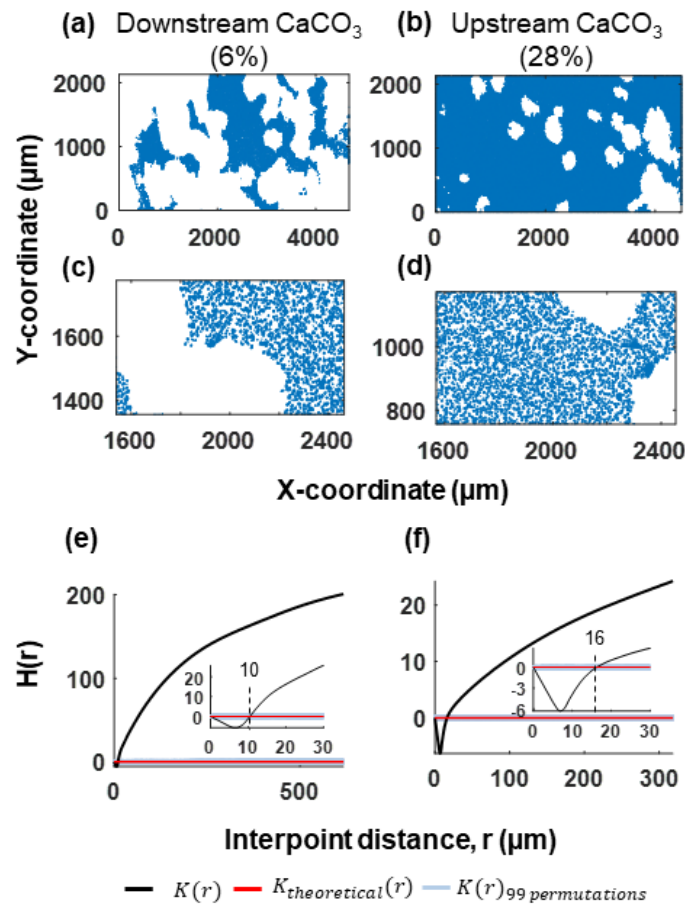 (a) Downstream CaCO₃ (b) Upstream CaCO₃
(6%) (28%)
2000 2000
1000 1000
0 0
0 2000 4000 0 2000 4000
Y-coordinate (μm)
(c) (d)
1600 1000
1400 800
1600 2000 2400 1600 2000 2400
X-coordinate (μm)
(e) (f)
200 20
100 10
0 0
H(r)
10 16
20 0
10 -3
0 -6
0 10 20 30 0 10 20 30
0 500 0 100 200 300
Interpoint distance, r (μm)
K(r) K_theoretical(r) K(r)_99 permutations